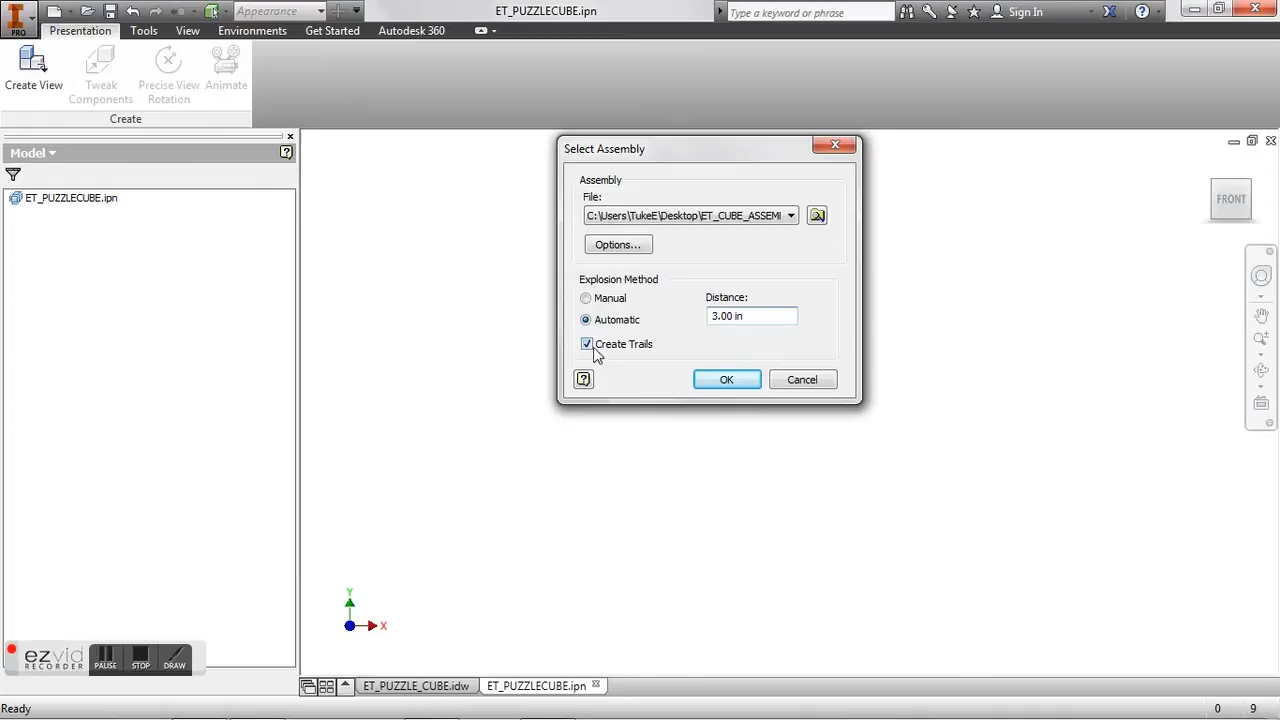 PRO
Appearance
ET_PUZZLECUBE.ipn
Type a keyword or phrase
Sign In
Presentation
Tools
View
Environments
Get Started
Autodesk 360
Create View
Tweak
Components
Precise View
Rotation
Animate
Create
Model
ET_PUZZLECUBE.ipn
Select Assembly
Assembly
File:
C:\Users\TukeE\Desktop\ET_CUBE_ASSEMI
Options...
Explosion Method
Manual
Distance:
Automatic
3.00 in
Create Trails
OK
Cancel
FRONT
Y
X
ezvid
RECORDER
PAUSE
STOP
DRAW
ET_PUZZLE_CUBE.idw
ET_PUZZLECUBE.ipn
Ready
0
9